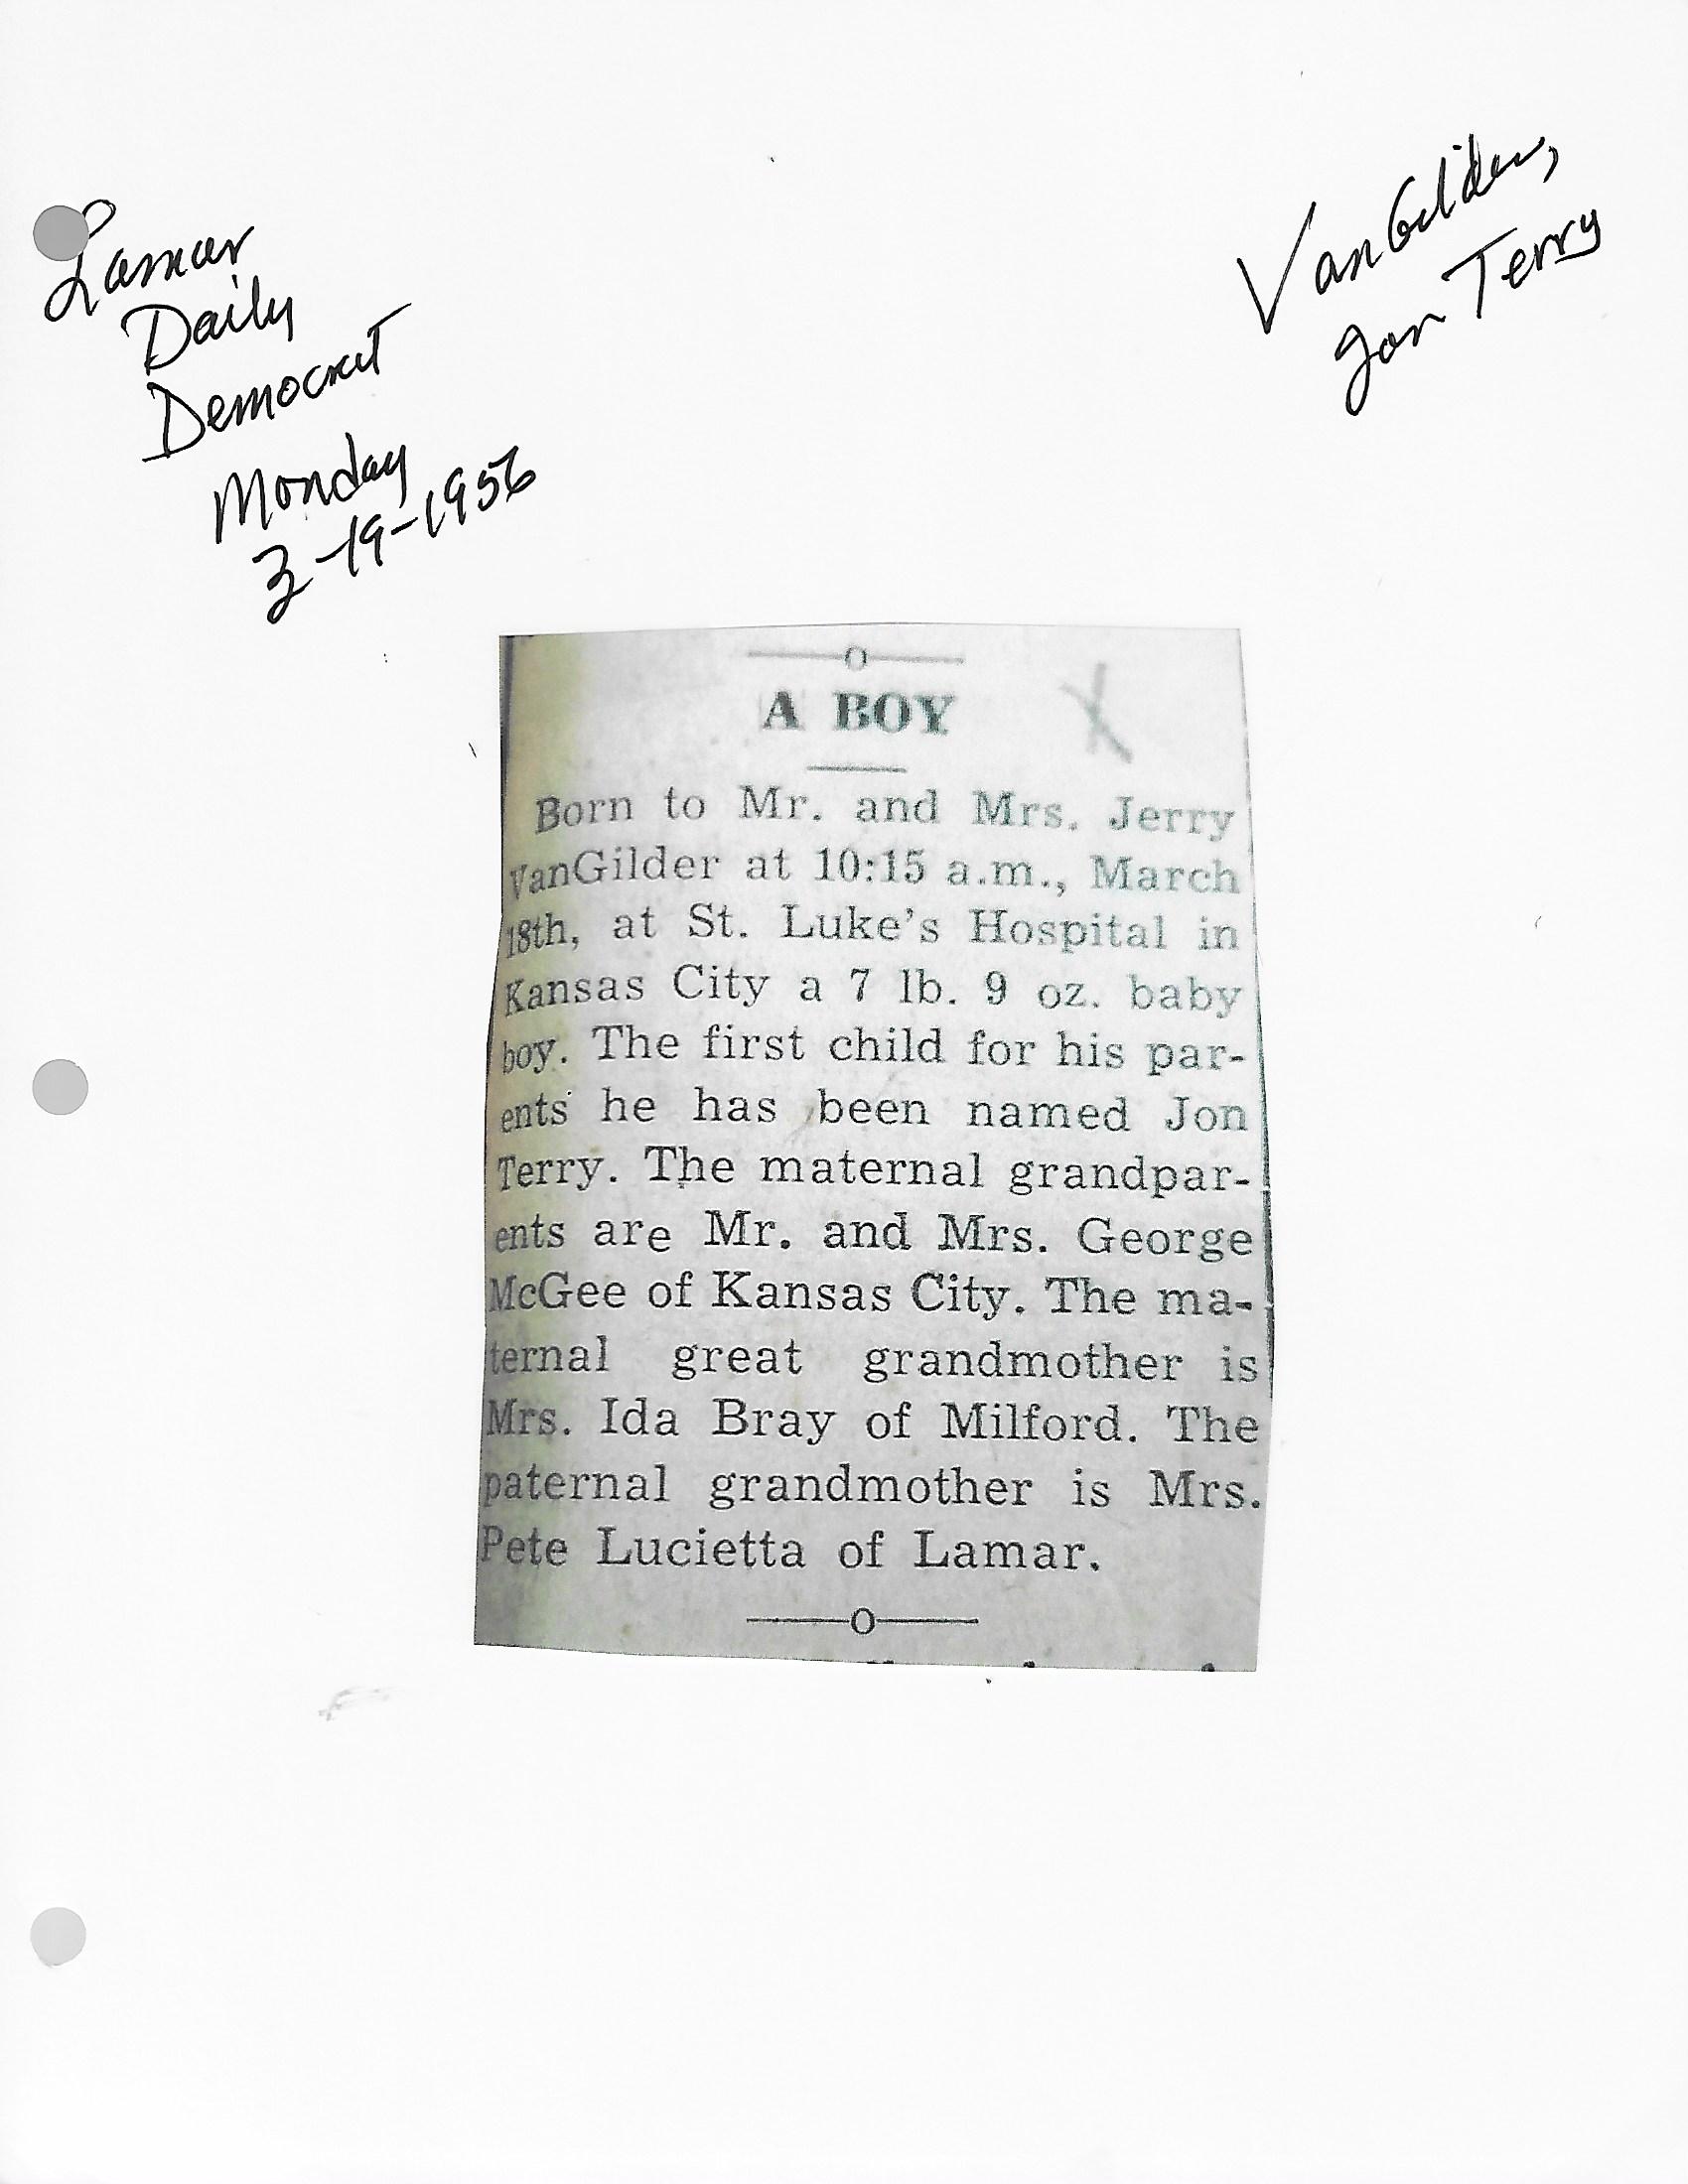 Lamar
Daily
Democrat
Monday
3-19-1956
VanGilder,
Jon Terry
A BOY
Born to Mr. and Mrs. Jerry
VanGilder at 10:15 a.m., March
18th, at St. Luke's Hospital in
Kansas City a 7 lb. 9 oz. baby
boy. The first child for his par-
ents he has been named Jon
Terry. The maternal grandpar-
ents are Mr. and Mrs. George
McGee of Kansas City. The ma-
ternal great grandmother is
Mrs. Ida Bray of Milford. The
paternal grandmother is Mrs.
Pete Lucietta of Lamar.